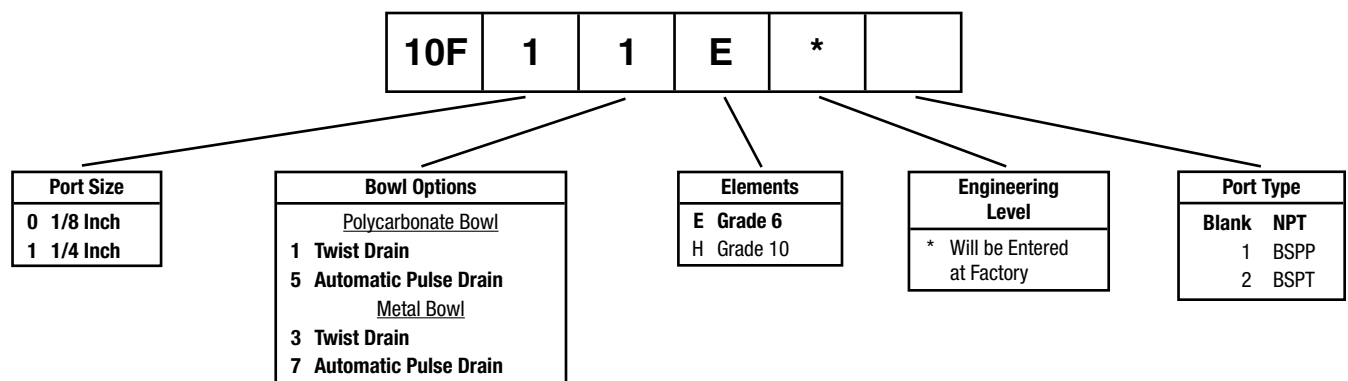 10F 1 1 E *
Port Size
0 1/8 Inch
1 1/4 Inch
Bowl Options
Polycarbonate Bowl
1 Twist Drain
5 Automatic Pulse Drain
Metal Bowl
3 Twist Drain
7 Automatic Pulse Drain
Elements
E Grade 6
H Grade 10
Engineering
Level
* Will be Entered
at Factory
Port Type
Blank NPT
1 BSPP
2 BSPT